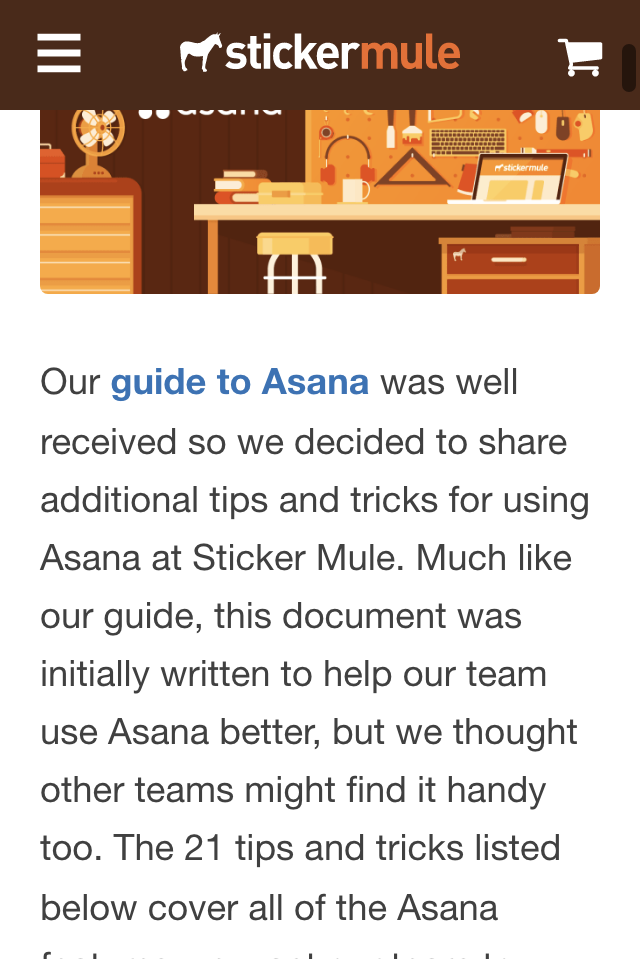 stickermule
asana
stickermule
Our guide to Asana was well
received so we decided to share
additional tips and tricks for using
Asana at Sticker Mule. Much like
our guide, this document was
initially written to help our team
use Asana better, but we thought
other teams might find it handy
too. The 21 tips and tricks listed
below cover all of the Asana